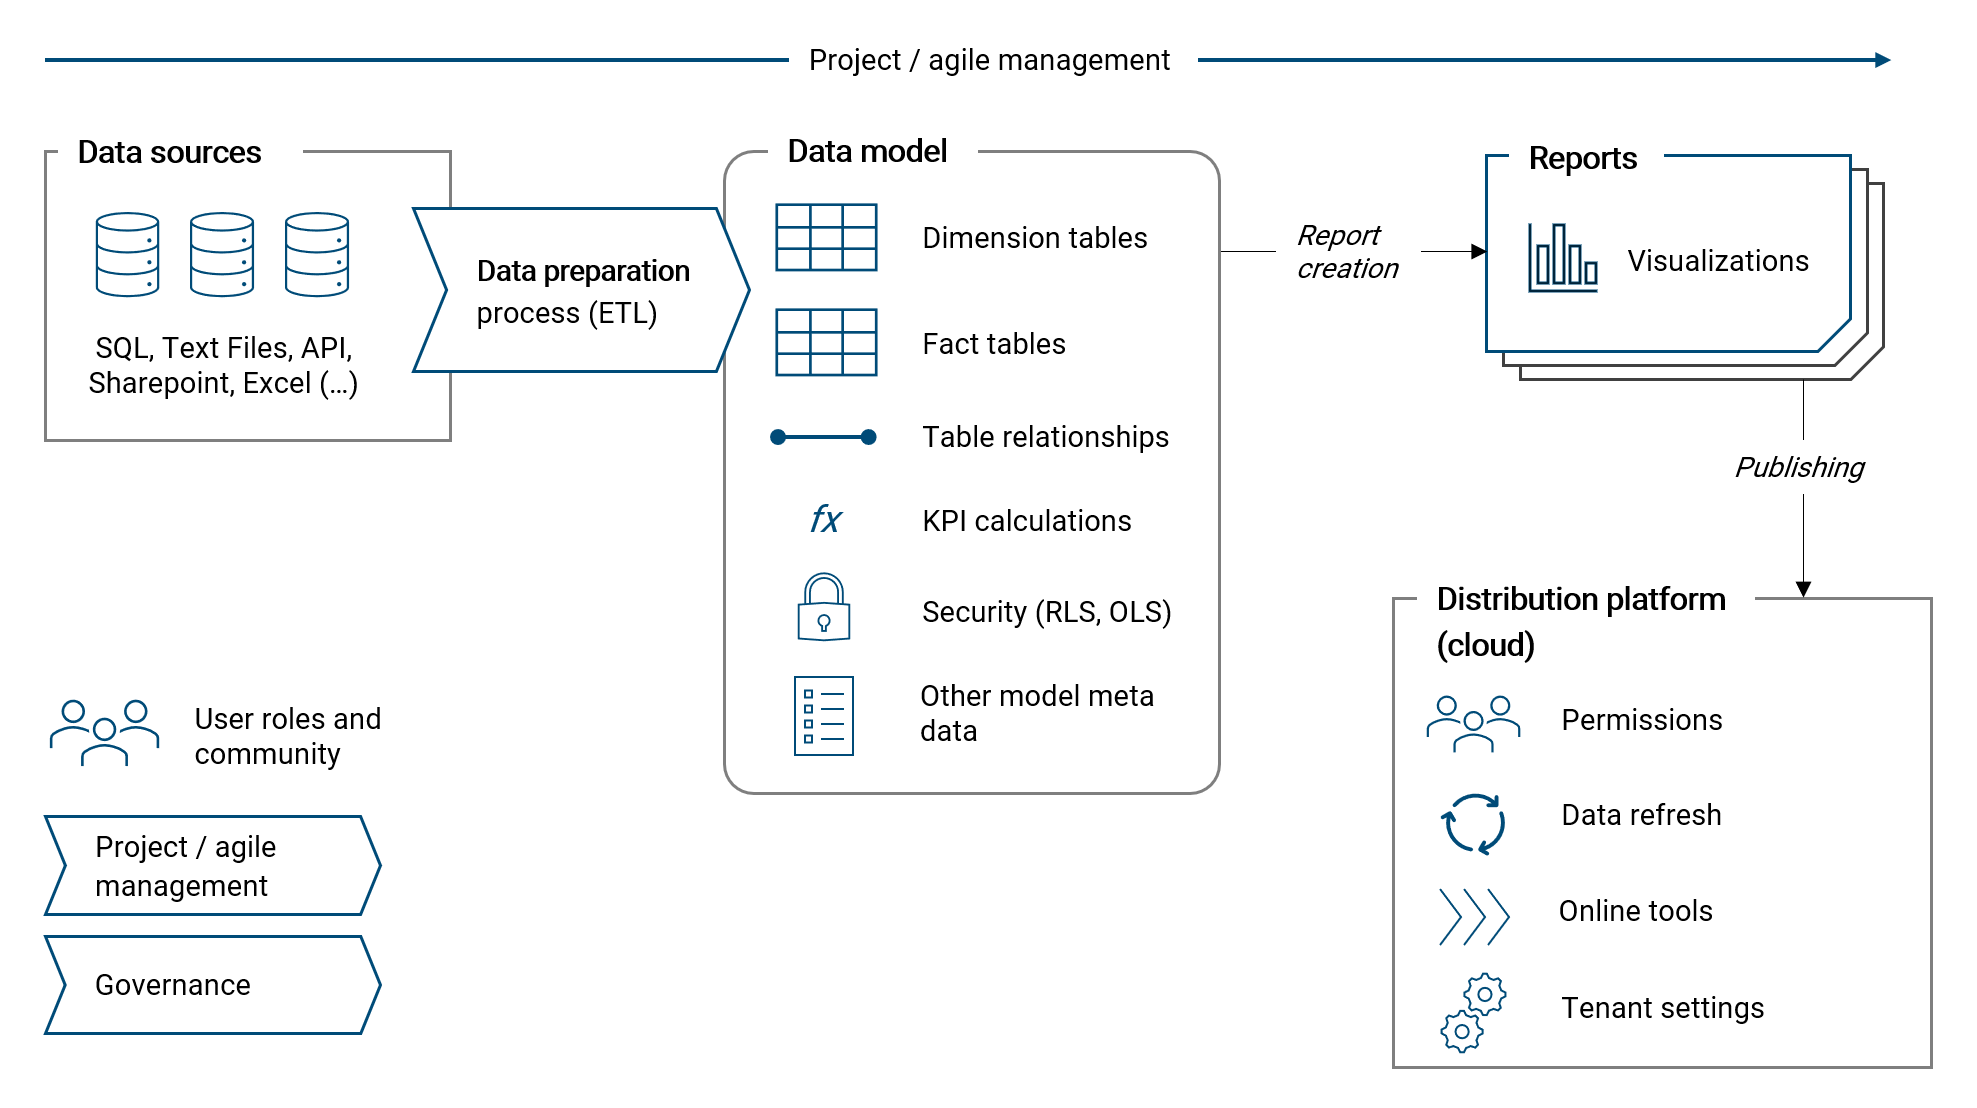 Project / agile management
Data sources
SQL, Text Files, API,
Sharepoint, Excel (...)
Data preparation
process (ETL)
Data model
Dimension tables
Fact tables
Table relationships
fx
KPI calculations
Security (RLS, OLS)
Other model meta
data
Report
creation
Reports
Visualizations
Publishing
Distribution platform
(cloud)
Permissions
Data refresh
Online tools
Tenant settings
User roles and
community
Project / agile
management
Governance